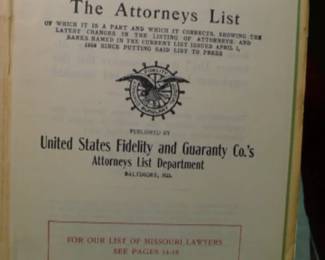 The Attorneys List
OF WHICH IT IS A PART AND WHICH IT CORRECTS, SHOWING THE
LATEST CHANGES IN THE LISTING OF ATTORNEYS, AND
BANKS NAMED IN THE CURRENT LIST ISSUED APRIL 1,
SINCE PUTTING SAID LIST TO PRESS
FIDELITY
PUBLISHED BY
United States Fidelity and Guaranty Co.'s
Attorneys List Department
BALTIMORE, MD.
FOR OUR LIST OF MISSOURI LAWYERS
SEE PAGES